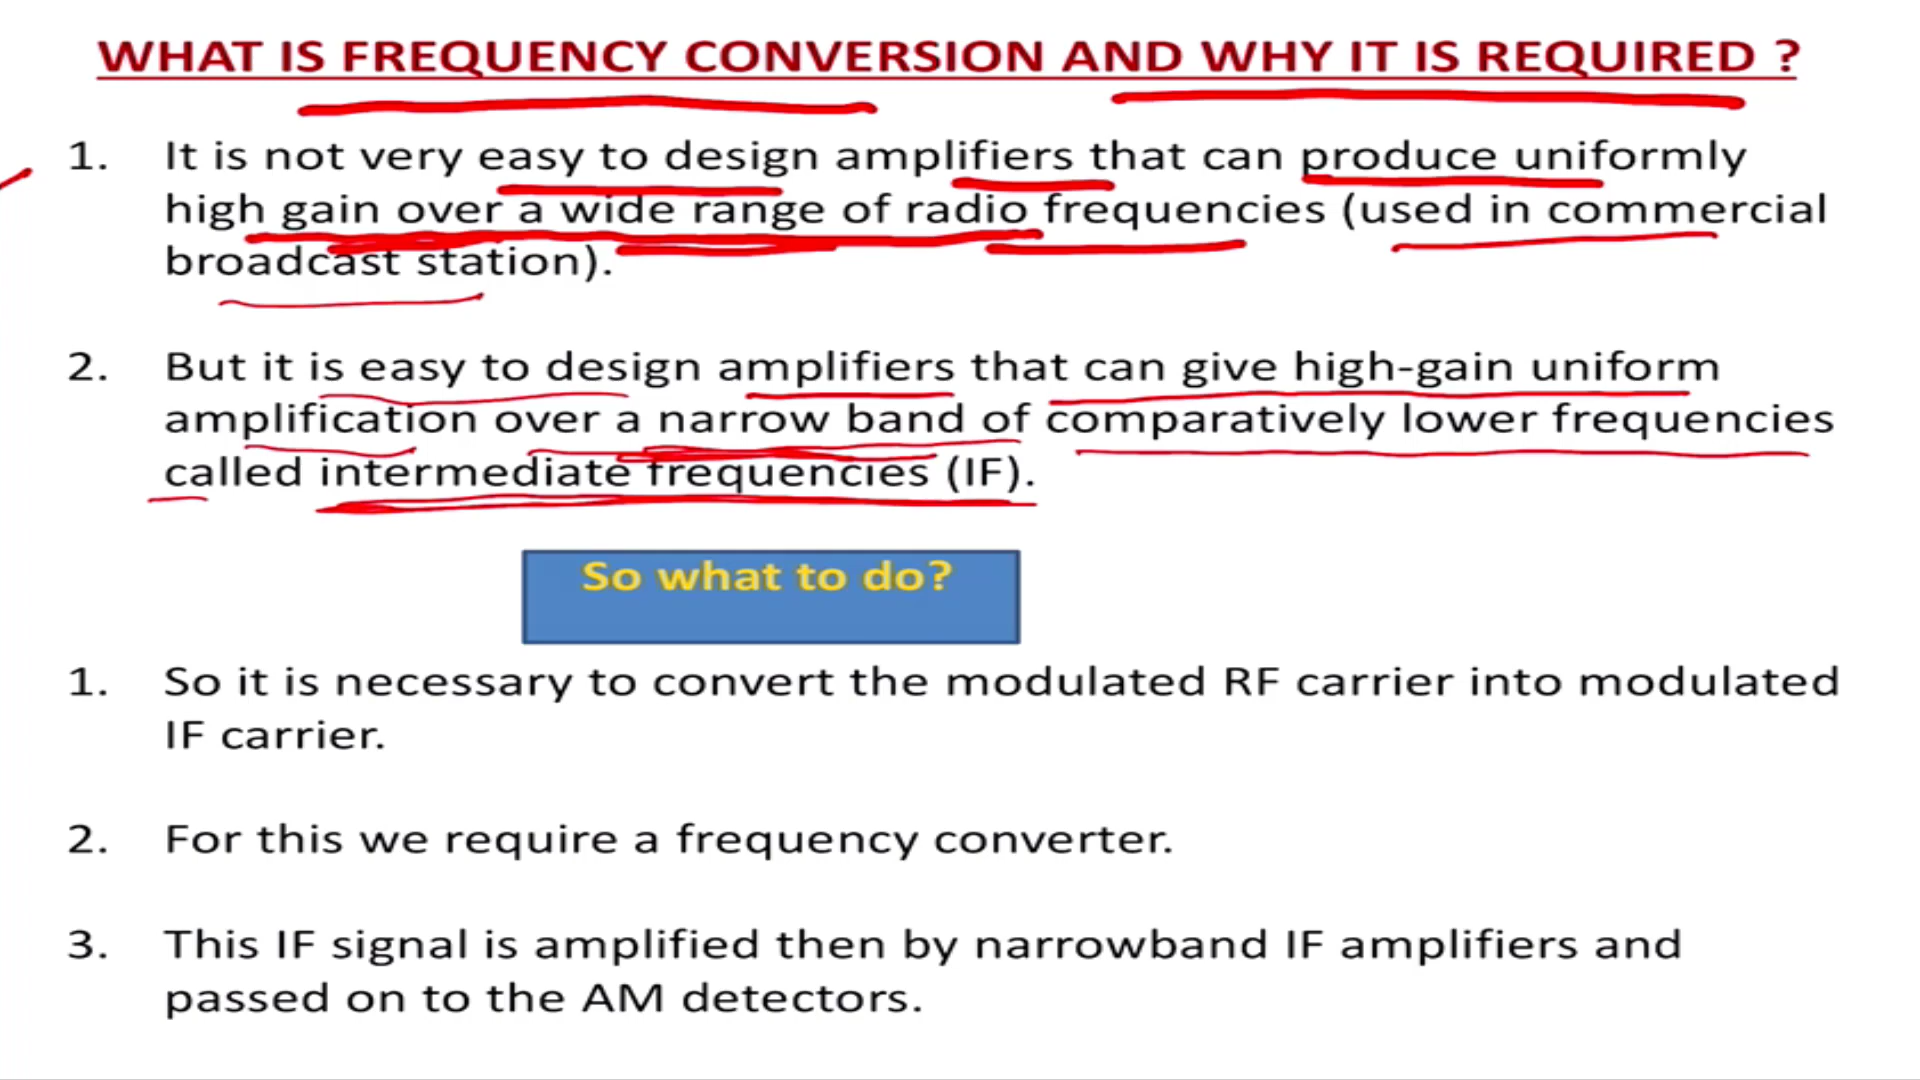 WHAT IS FREQUENCY CONVERSION AND WHY IT IS REQUIRED ?
1. It is not very easy to design amplifiers that can produce uniformly
high gain over a wide range of radio frequencies (used in commercial
broadcast station).
2. But it is easy to design amplifiers that can give high-gain uniform
amplification over a narrow band of comparatively lower frequencies
called intermediate frequencies (IF).
So what to do?
1. So it is necessary to convert the modulated RF carrier into modulated
IF carrier.
2. For this we require a frequency converter.
3. This IF signal is amplified then by narrowband IF amplifiers and
passed on to the AM detectors.